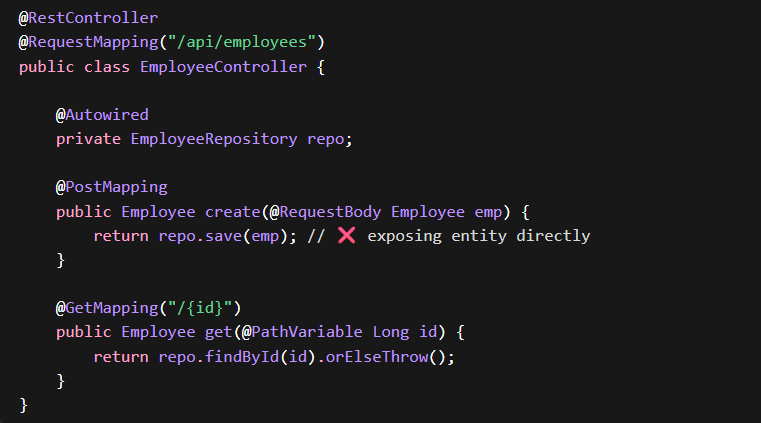 @RestController
@RequestMapping("/api/employees")
public class EmployeeController {
@Autowired
private EmployeeRepository repo;
@PostMapping
public Employee create(@RequestBody Employee emp) {
return repo.save(emp); // ❌ exposing entity directly
}
@GetMapping("/{id}")
public Employee get(@PathVariable Long id) {
return repo.findById(id).orElseThrow();
}
}